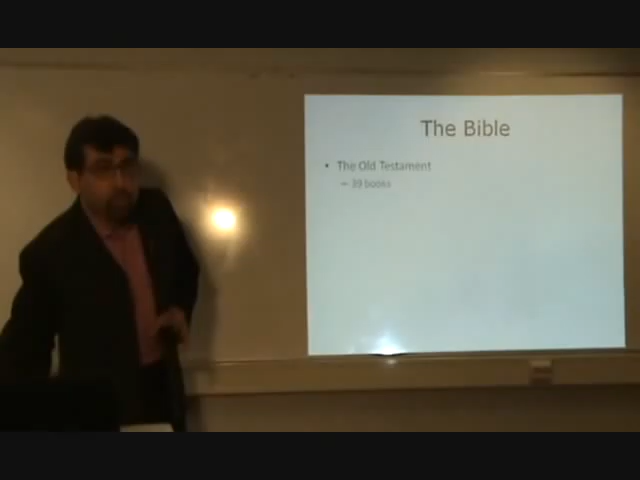 The Bible
• The Old Testament
– 39 books